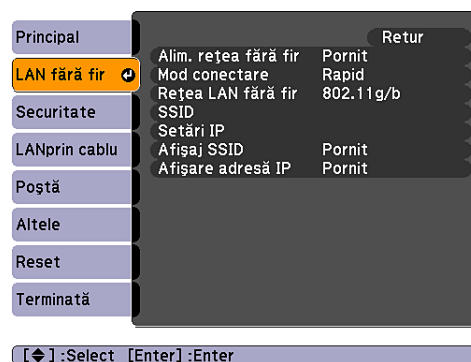 Principal
LAN fără fir
Securitate
LANprin cablu
Poştă
Altele
Reset
Terminată
Retur
Alim. reţea fără fir Pornit
Mod conectare Rapid
Reţea LAN fără fir 802.11g/b
SSID
Setări IP
Afişaj SSID Pornit
Afişare adresă IP Pornit
[◆] :Select [Enter] :Enter